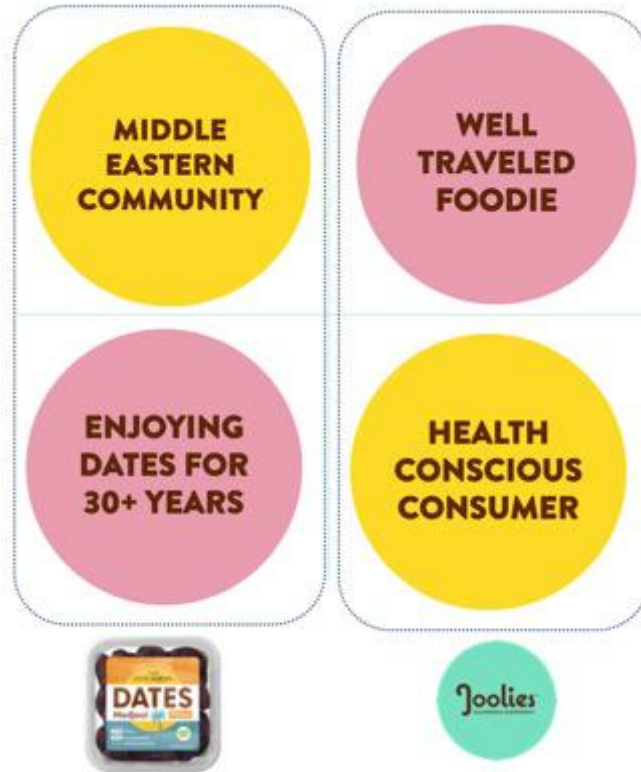 MIDDLE
EASTERN
COMMUNITY
WELL
TRAVELED
FOODIE
ENJOYING
DATES FOR
30+ YEARS
HEALTH
CONSCIOUS
CONSUMER
DATES
Medjool
Joolies